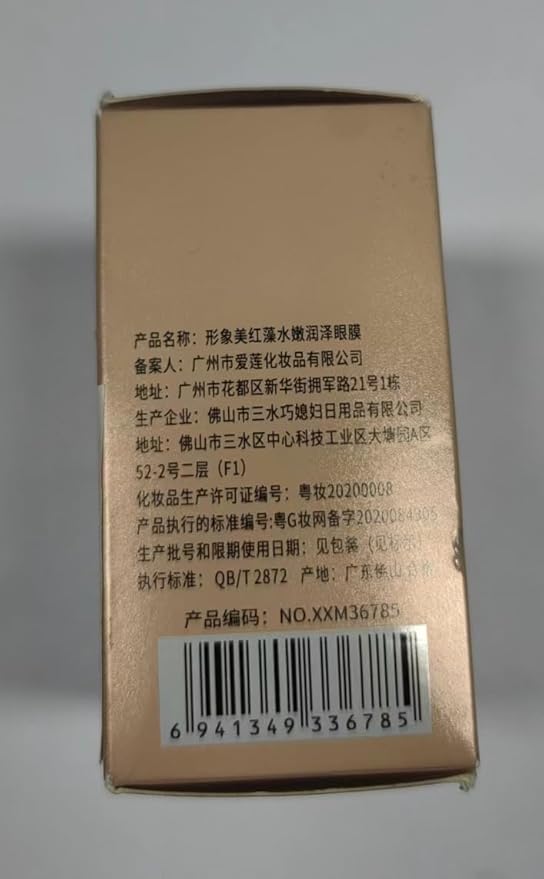 产品名称：形象美红藻水嫩润泽眼膜
备案人：广州市爱莲化妆品有限公司
地址：广州市花都区新华街拥军路21号1栋
生产企业：佛山市三水巧媳妇日用品有限公司
地址：佛山市三水区中心科技工业区大塘园A区
52-2号二层（F1）
化妆品生产许可证编号：粤妆20200008
产品执行的标准编号:粤G妆网备字2020084305
生产批号和限期使用日期：见包装（见标示）
执行标准：QB/T 2872 产地：广东佛山
产品编码：NO.XXM36785
6 941349 336785